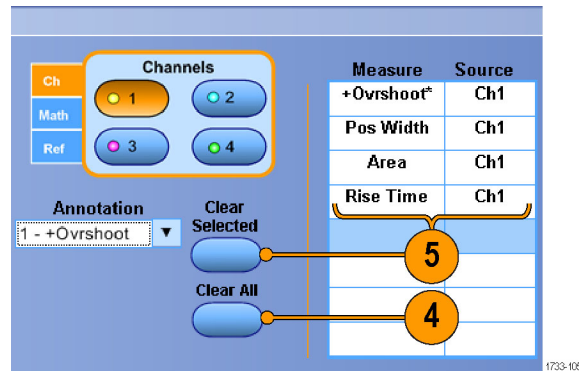 Channels
Ch
Math
Ref
1
2
3
4
Annotation
1 - +Ovrshoot
Clear
Selected
Clear All
Measure Source
+Ovrshoot* Ch1
Pos Width Ch1
Area Ch1
Rise Time Ch1
5
4